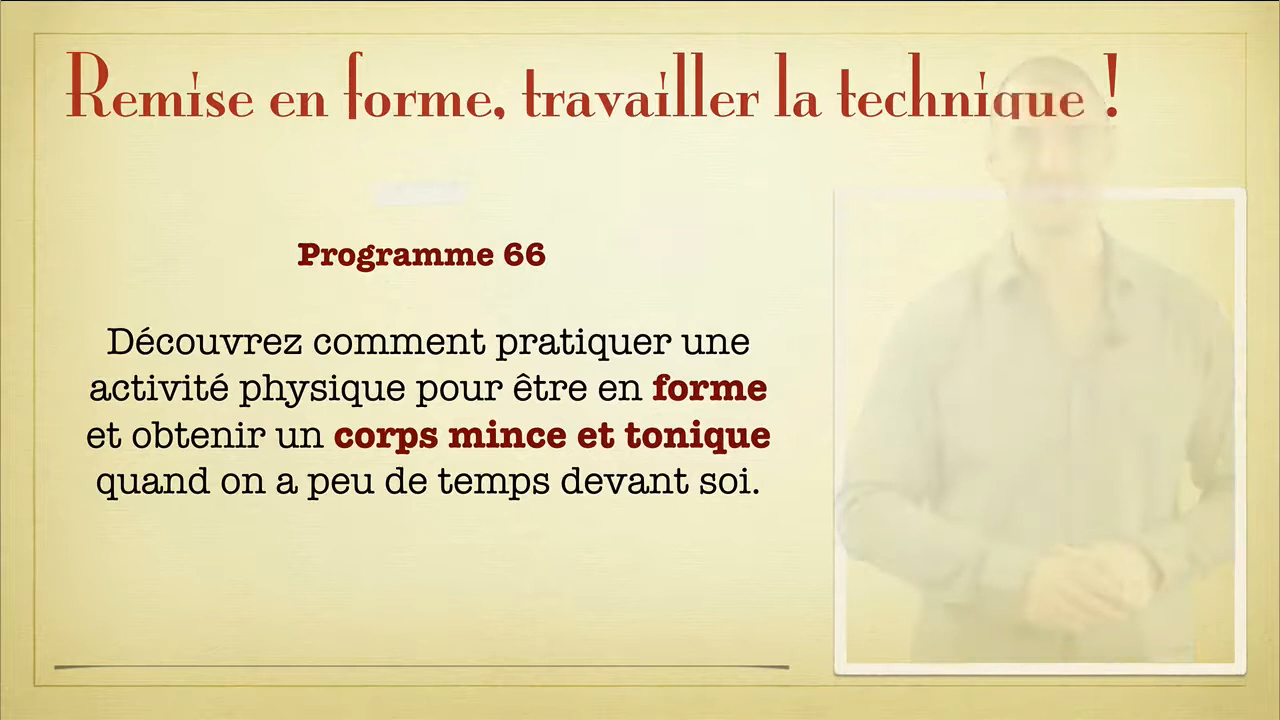 Remise en forme, travailler la technique !
Programme 66
Découvrez comment pratiquer une
activité physique pour être en forme
et obtenir un corps mince et tonique
quand on a peu de temps devant soi.